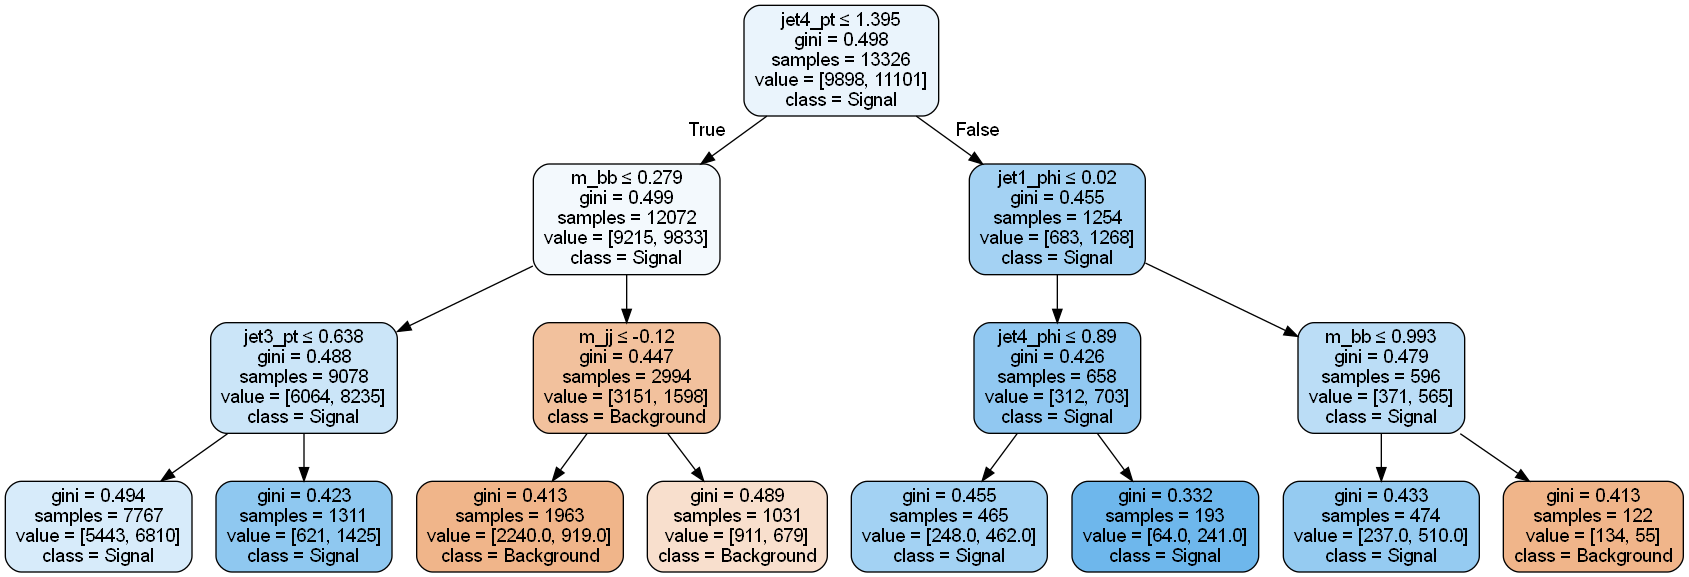 jet4_pt ≤ 1.395
gini = 0.498
samples = 13326
value = [9898, 11101]
class = Signal
True
False
m_bb ≤ 0.279
gini = 0.499
samples = 12072
value = [9215, 9833]
class = Signal
jet1_phi ≤ 0.02
gini = 0.455
samples = 1254
value = [683, 1268]
class = Signal
jet3_pt ≤ 0.638
gini = 0.488
samples = 9078
value = [6064, 8235]
class = Signal
m_jj ≤ -0.12
gini = 0.447
samples = 2994
value = [3151, 1598]
class = Background
jet4_phi ≤ 0.89
gini = 0.426
samples = 658
value = [312, 703]
class = Signal
m_bb ≤ 0.993
gini = 0.479
samples = 596
value = [371, 565]
class = Signal
gini = 0.494
samples = 7767
value = [5443, 6810]
class = Signal
gini = 0.423
samples = 1311
value = [621, 1425]
class = Signal
gini = 0.413
samples = 1963
value = [2240.0, 919.0]
class = Background
gini = 0.489
samples = 1031
value = [911, 679]
class = Background
gini = 0.455
samples = 465
value = [248.0, 462.0]
class = Signal
gini = 0.332
samples = 193
value = [64.0, 241.0]
class = Signal
gini = 0.433
samples = 474
value = [237.0, 510.0]
class = Signal
gini = 0.413
samples = 122
value = [134, 55]
class = Background